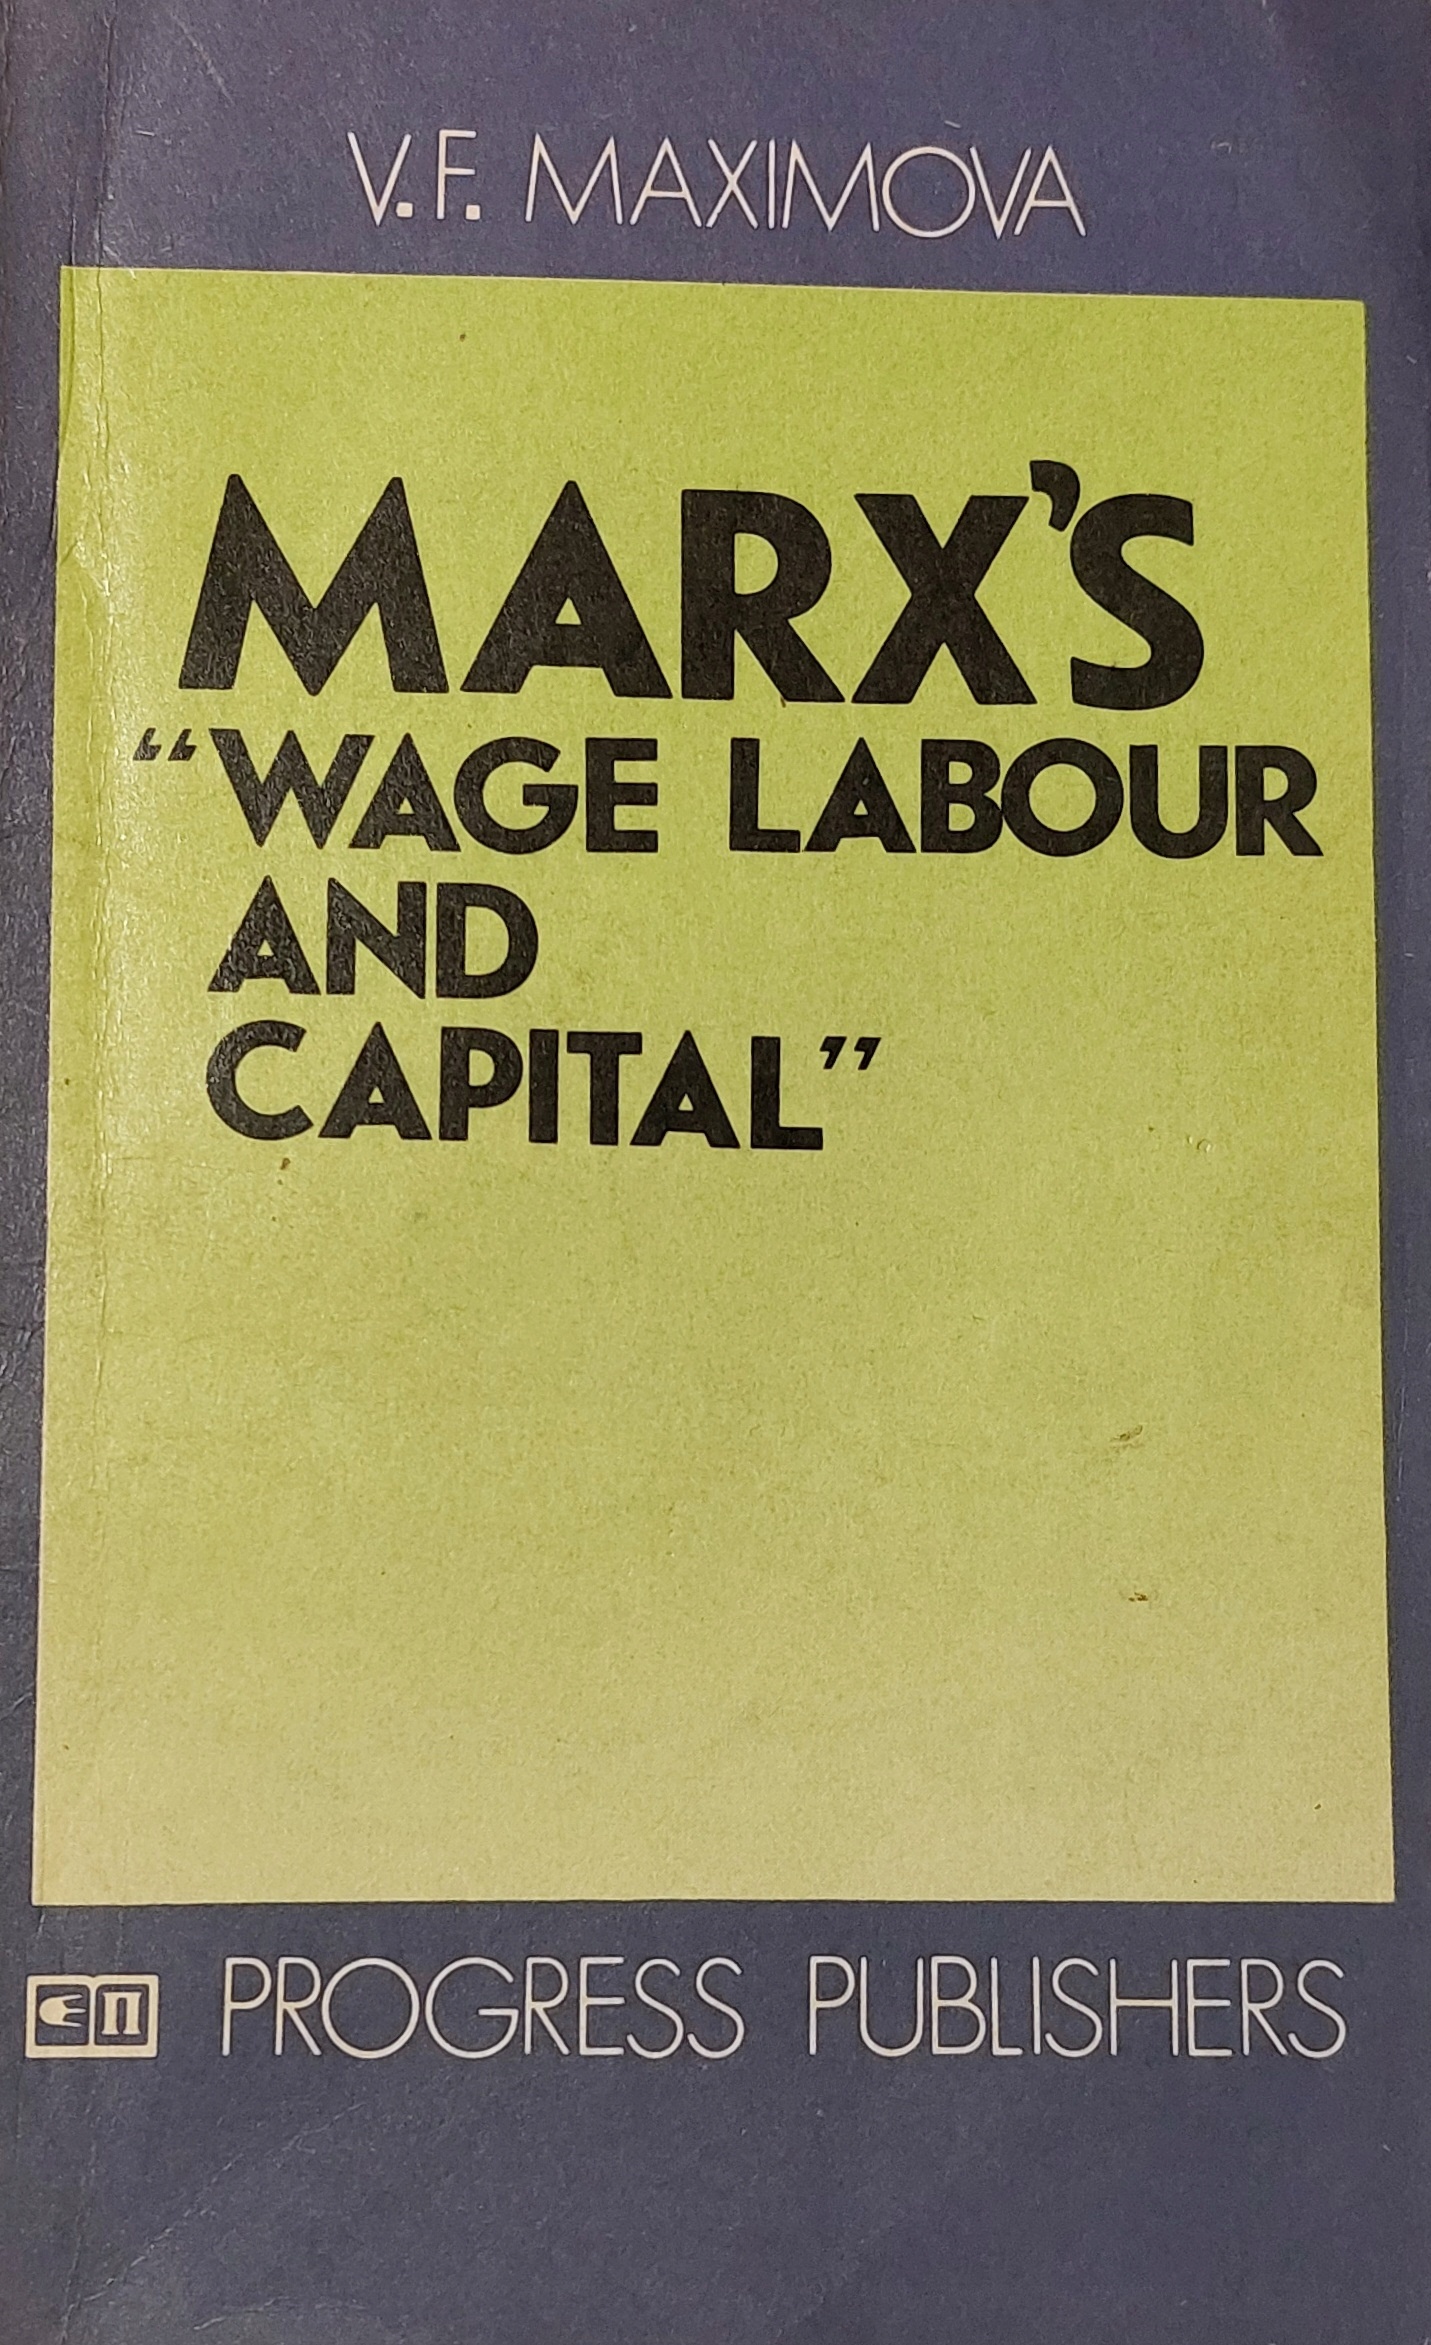 V.F. MAXIMOVA
MARX'S
“WAGE LABOUR
AND
CAPITAL”
PROGRESS PUBLISHERS